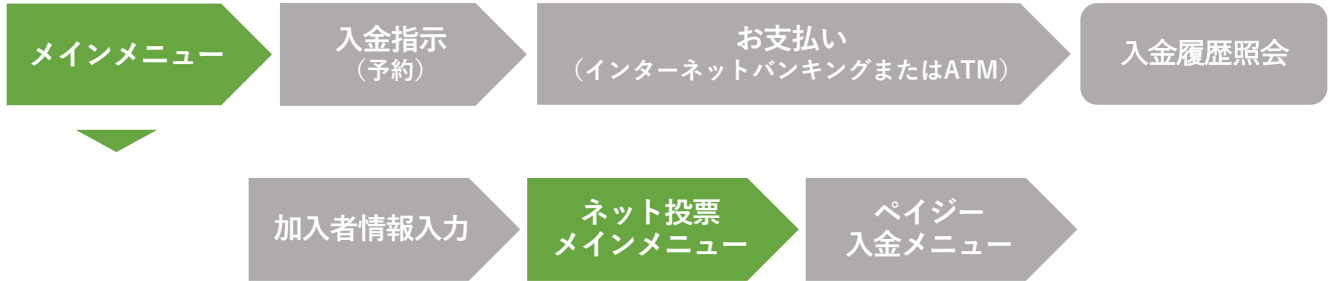 メインメニュー
入金指示
（予約）
お支払い
（インターネットバンキングまたはATM）
入金履歴照会
加入者情報入力
ネット投票
メインメニュー
ペイジー
入金メニュー